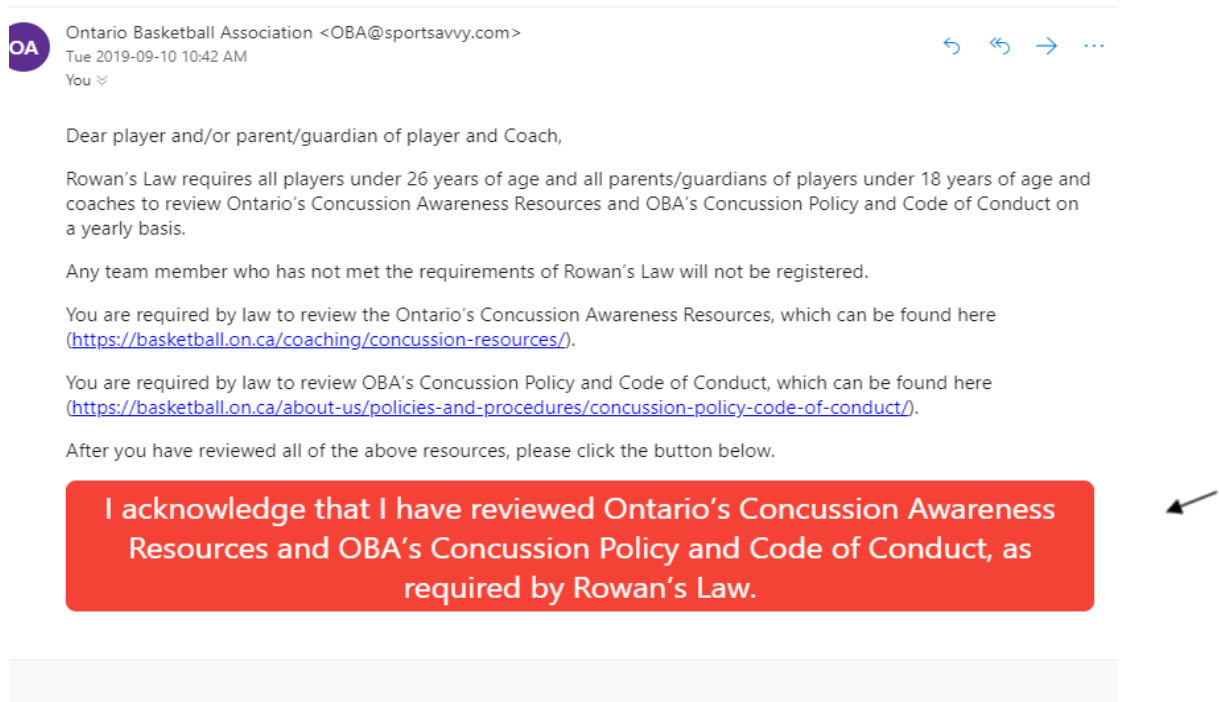 OA
Ontario Basketball Association <OBA@sportsavvy.com>
Tue 2019-09-10 10:42 AM
You
Dear player and/or parent/guardian of player and Coach,
Rowan's Law requires all players under 26 years of age and all parents/guardians of players under 18 years of age and
coaches to review Ontario's Concussion Awareness Resources and OBA's Concussion Policy and Code of Conduct on
a yearly basis.
Any team member who has not met the requirements of Rowan's Law will not be registered.
You are required by law to review the Ontario's Concussion Awareness Resources, which can be found here
(https://basketball.on.ca/coaching/concussion-resources/).
You are required by law to review OBA's Concussion Policy and Code of Conduct, which can be found here
(https://basketball.on.ca/about-us/policies-and-procedures/concussion-policy-code-of-conduct/).
After you have reviewed all of the above resources, please click the button below.
I acknowledge that I have reviewed Ontario's Concussion Awareness
Resources and OBA's Concussion Policy and Code of Conduct, as
required by Rowan's Law.